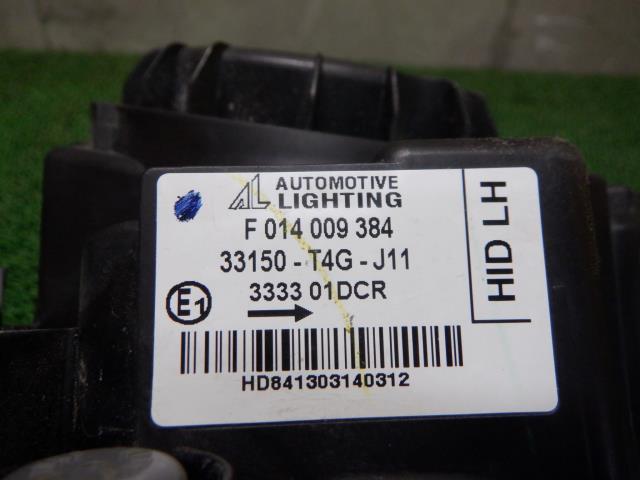 AL AUTOMOTIVE
LIGHTING
F 014 009 384
33150 - T4G - J11
3333 01DCR
E1
HD841303140312
HID LH